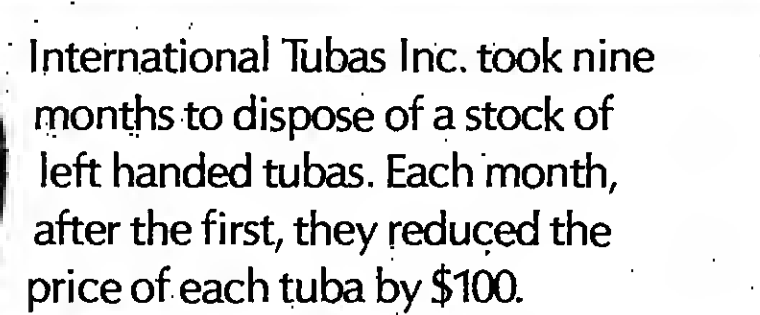 International Tubas Inc. took nine
months to dispose of a stock of
left handed tubas. Each month,
after the first, they reduced the
price of each tuba by $100.